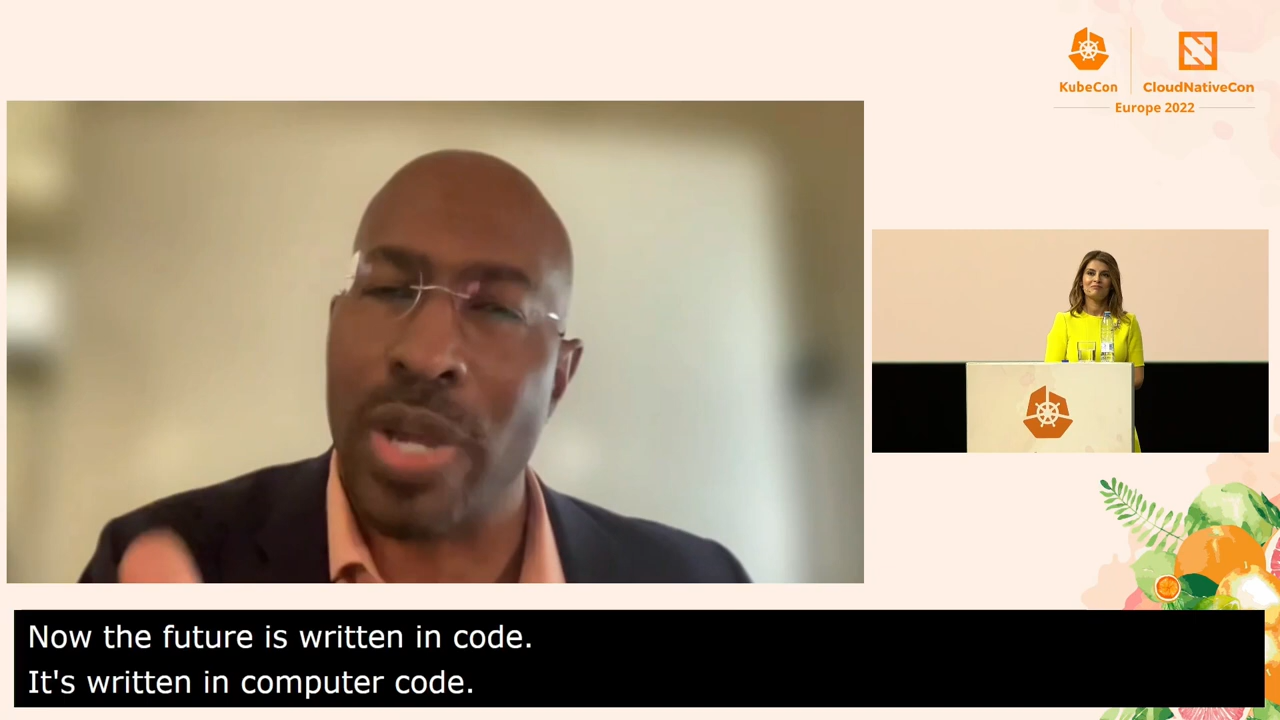 KubeCon
CloudNativeCon
Europe 2022
Now the future is written in code.
It's written in computer code.